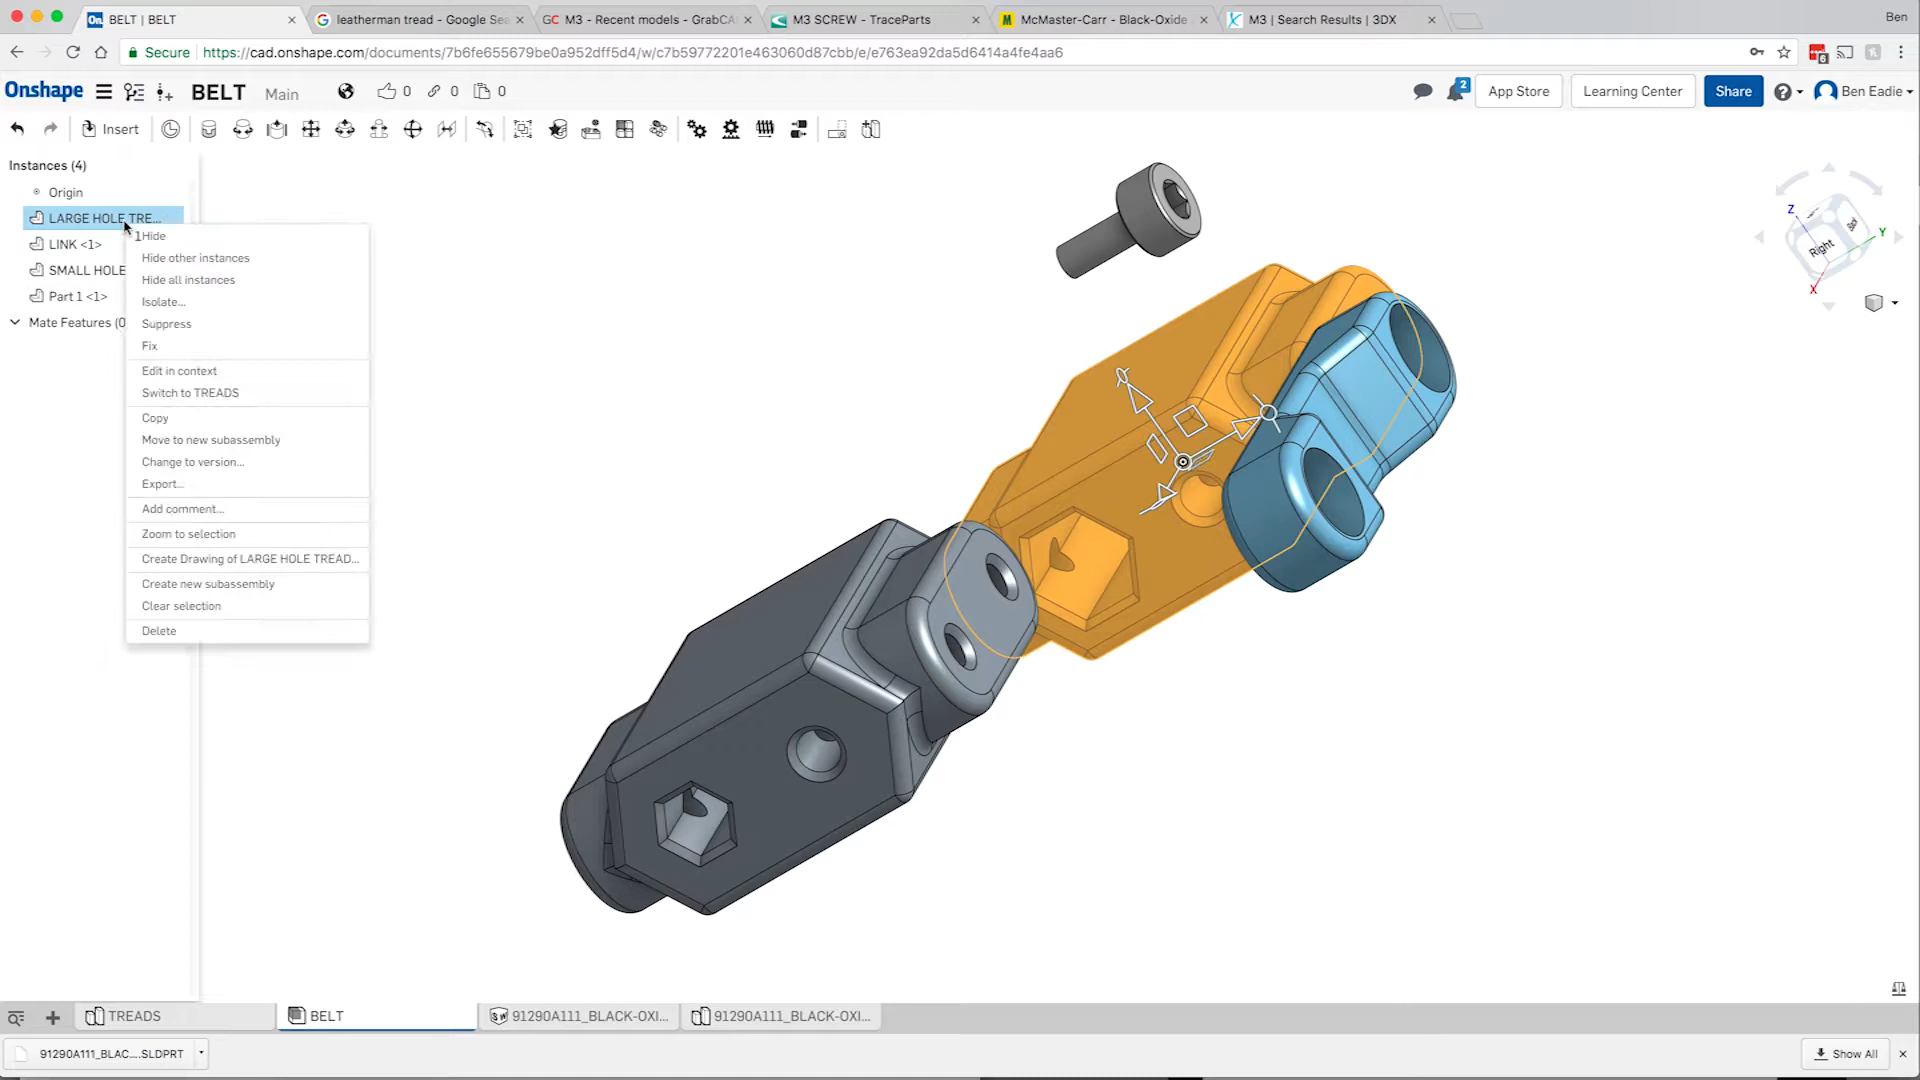 BELT | BELT
leatherman tread - Google Sea
GC M3 - Recent models - GrabCA
M3 SCREW - TraceParts
McMaster-Carr - Black-Oxide
M3 | Search Results | 3DX
Ben
Secure
https://cad.onshape.com/documents/7b6fe655679be0a952dff5d4/w/c7b59772201e463060d87cbb/e/e763ea92da5d6414a4fe4aa6
6
Onshape
BELT
Main
0
0
0
2
App Store
Learning Center
Share
Ben Eadie
Insert
Instances (4)
Origin
LARGE HOLE TRE...
LINK <1>
SMALL HOLE
Part 1 <1>
Mate Features (0
Hide
Hide other instances
Hide all instances
Isolate...
Suppress
Fix
Edit in context
Switch to TREADS
Copy
Move to new subassembly
Change to version...
Export...
Add comment...
Zoom to selection
Create Drawing of LARGE HOLE TREAD...
Create new subassembly
Clear selection
Delete
Z
Y
X
Right
Back
TREADS
BELT
91290A111_BLACK-OXI...
91290A111_BLACK-OXI...
91290A111_BLAC....SLDPRT
Show All